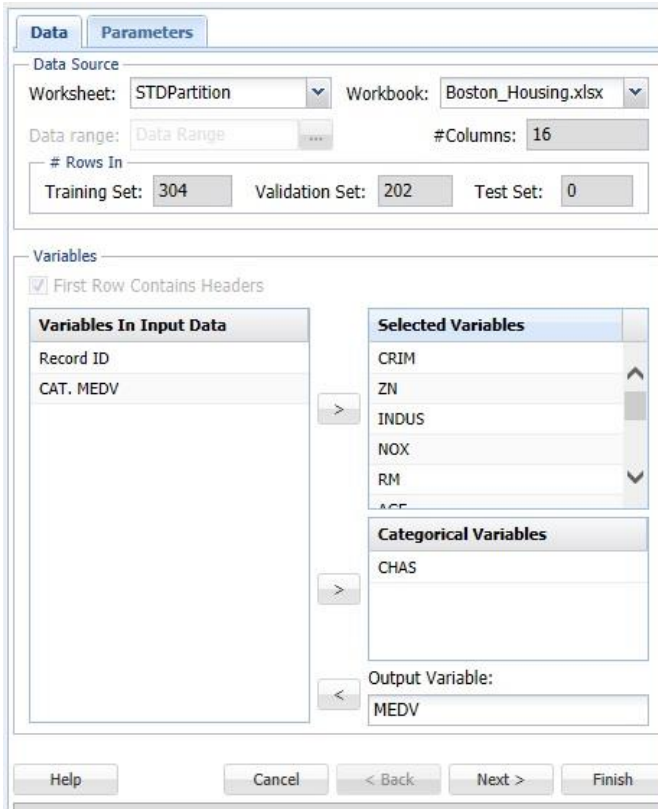 Data Parameters
Data Source
Worksheet: STDPartition Workbook: Boston_Housing.xlsx
Data range: Data Range ... #Columns: 16
# Rows In
Training Set: 304 Validation Set: 202 Test Set: 0
Variables
First Row Contains Headers
Variables In Input Data
Record ID
CAT. MEDV
>
Selected Variables
CRIM
ZN
INDUS
NOX
RM
AGE
Categorical Variables
CHAS
>
Output Variable:
<
MEDV
Help Cancel < Back Next > Finish